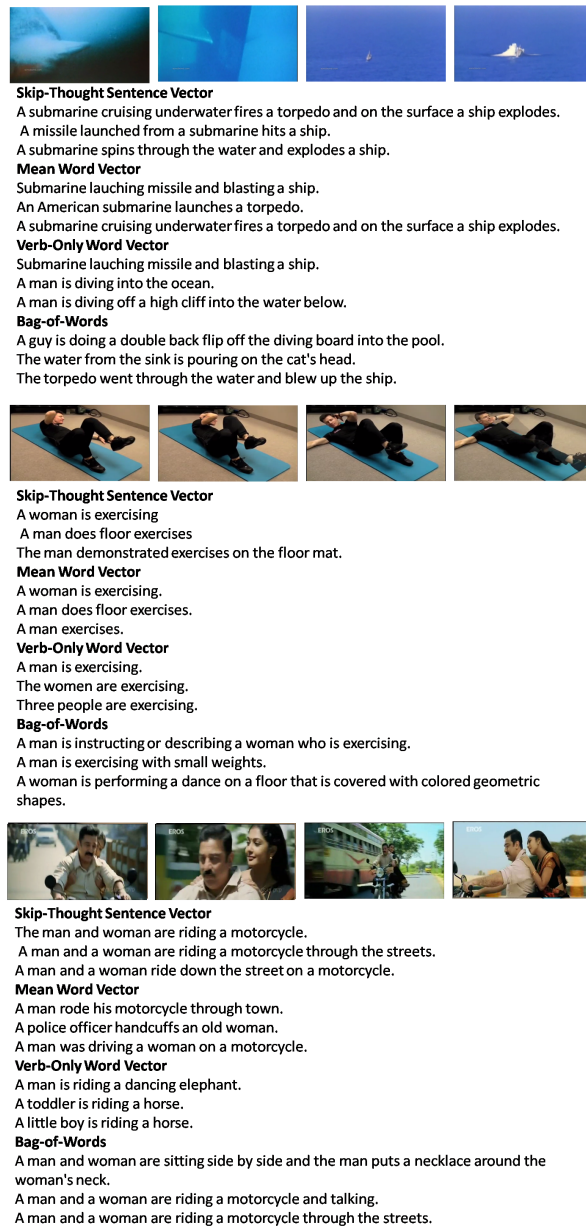 Skip-Thought Sentence Vector
A submarine cruising underwater fires a torpedo and on the surface a ship explodes.
A missile launched from a submarine hits a ship.
A submarine spins through the water and explodes a ship.
Mean Word Vector
Submarine lauching missile and blasting a ship.
An American submarine launches a torpedo.
A submarine cruising underwater fires a torpedo and on the surface a ship explodes.
Verb-Only Word Vector
Submarine lauching missile and blasting a ship.
A man is diving into the ocean.
A man is diving off a high cliff into the water below.
Bag-of-Words
A guy is doing a double back flip off the diving board into the pool.
The water from the sink is pouring on the cat's head.
The torpedo went through the water and blew up the ship.
Skip-Thought Sentence Vector
A woman is exercising
A man does floor exercises
The man demonstrated exercises on the floor mat.
Mean Word Vector
A woman is exercising.
A man does floor exercises.
A man exercises.
Verb-Only Word Vector
A man is exercising.
The women are exercising.
Three people are exercising.
Bag-of-Words
A man is instructing or describing a woman who is exercising.
A man is exercising with small weights.
A woman is performing a dance on a floor that is covered with colored geometric
shapes.
EROS EROS EROS EROS
Skip-Thought Sentence Vector
The man and woman are riding a motorcycle.
A man and a woman are riding a motorcycle through the streets.
A man and a woman ride down the street on a motorcycle.
Mean Word Vector
A man rode his motorcycle through town.
A police officer handcuffs an old woman.
A man was driving a woman on a motorcycle.
Verb-Only Word Vector
A man is riding a dancing elephant.
A toddler is riding a horse.
A little boy is riding a horse.
Bag-of-Words
A man and woman are sitting side by side and the man puts a necklace around the
woman's neck.
A man and a woman are riding a motorcycle and talking.
A man and a woman are riding a motorcycle through the streets.